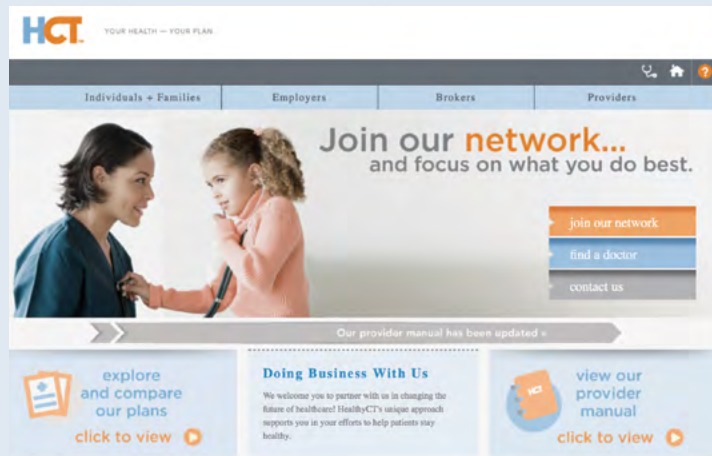 HCT™
YOUR HEALTH — YOUR PLAN
?
Individuals + Families
Employers
Brokers
Providers
Join our network...
and focus on what you do best.
join our network
find a doctor
contact us
Our provider manual has been updated »
explore
and compare
our plans
click to view
Doing Business With Us
We welcome you to partner with us in changing the
future of healthcare! HealthyCT's unique approach
supports you in your efforts to help patients stay
healthy.
HCT
view our
provider
manual
click to view